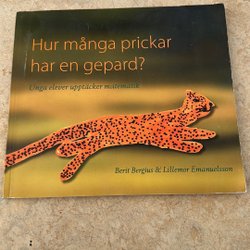 Hur många prickar
har en gepard?
Unga elever upptäcker matematik
Berit Bergius & Lillemor Emanuelsson